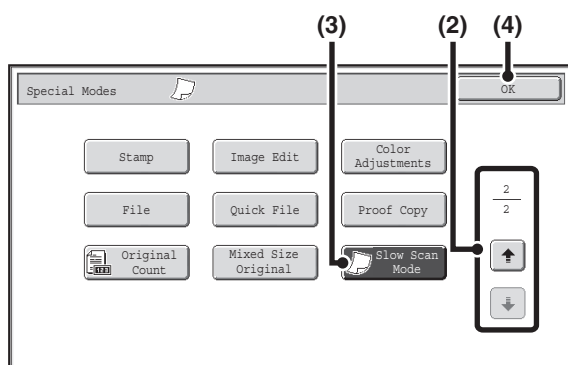 (3) (2) (4)
Special Modes OK
Stamp Image Edit Color
Adjustments
File Quick File Proof Copy
2
2
Original
Count
123
Mixed Size
Original
Slow Scan
Mode